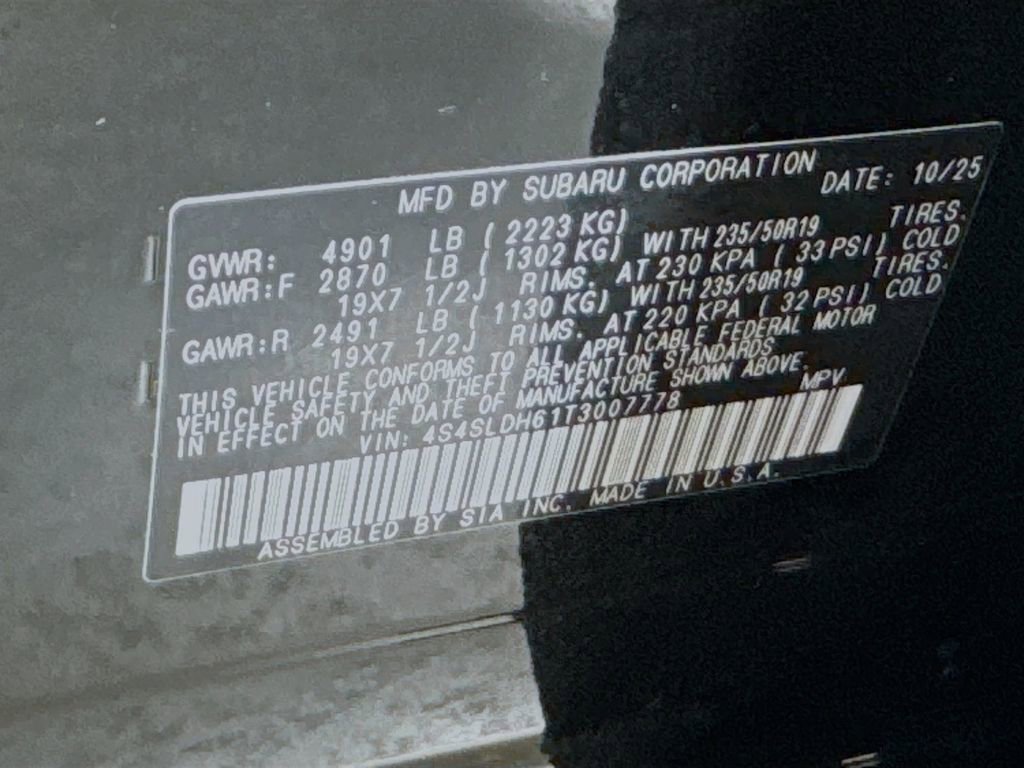 MFD BY SUBARU CORPORATION DATE: 10/25
GVWR: 4901 LB ( 2223 KG)
GAWR:F 2870 LB ( 1302 KG) WITH 235/50R19 TIRES.
19X7 1/2J RIMS. AT 230 KPA ( 33 PSI) COLD
GAWR:R 2491 LB ( 1130 KG) WITH 235/50R19 TIRES.
19X7 1/2J RIMS. AT 220 KPA ( 32 PSI) COLD
THIS VEHICLE CONFORMS TO ALL APPLICABLE FEDERAL MOTOR
VEHICLE SAFETY AND THEFT PREVENTION STANDARDS
IN EFFECT ON THE DATE OF MANUFACTURE SHOWN ABOVE.
VIN: 4S4SLDH61T3007778 MPV
ASSEMBLED BY SIA INC. MADE IN U.S.A.